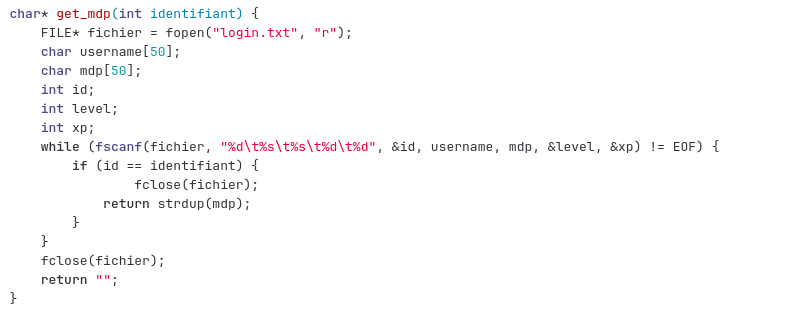 char* get_mdp(int identifiant) {
    FILE* fichier = fopen("login.txt", "r");
    char username[50];
    char mdp[50];
    int id;
    int level;
    int xp;
    while (fscanf(fichier, "%d\t%s\t%s\t%d\t%d", &id, username, mdp, &level, &xp) != EOF) {
        if (id == identifiant) {
                fclose(fichier);
            return strdup(mdp);
        }
    }
    fclose(fichier);
    return "";
}